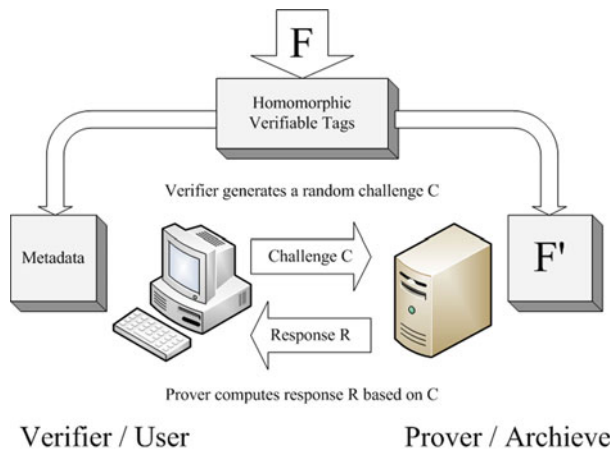 F
Homomorphic
Verifiable Tags
Verifier generates a random challenge C
Metadata
Challenge C
F'
Response R
Prover computes response R based on C
Verifier / User
Prover / Archieve